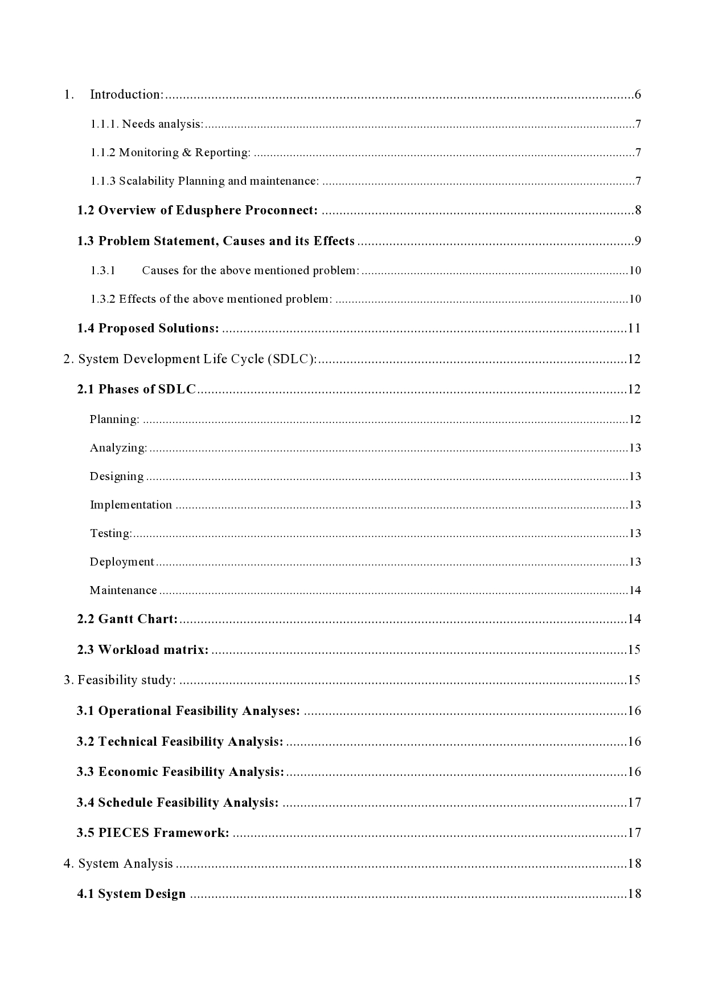 1. Introduction:..........6
1.1.1. Needs analysis:..........7
1.1.2 Monitoring & Reporting: ..........7
1.1.3 Scalability Planning and maintenance: ..........7
1.2 Overview of Edusphere Proconnect: ..........8
1.3 Problem Statement, Causes and its Effects ..........9
1.3.1 Causes for the above mentioned problem: ..........10
1.3.2 Effects of the above mentioned problem: ..........10
1.4 Proposed Solutions: ..........11
2. System Development Life Cycle (SDLC):..........12
2.1 Phases of SDLC..........12
Planning: ..........12
Analyzing: ..........13
Designing ..........13
Implementation ..........13
Testing:..........13
Deployment..........13
Maintenance ..........14
2.2 Gantt Chart:..........14
2.3 Workload matrix: ..........15
3. Feasibility study: ..........15
3.1 Operational Feasibility Analyses: ..........16
3.2 Technical Feasibility Analysis: ..........16
3.3 Economic Feasibility Analysis:..........16
3.4 Schedule Feasibility Analysis: ..........17
3.5 PIECES Framework: ..........17
4. System Analysis ..........18
4.1 System Design ..........18